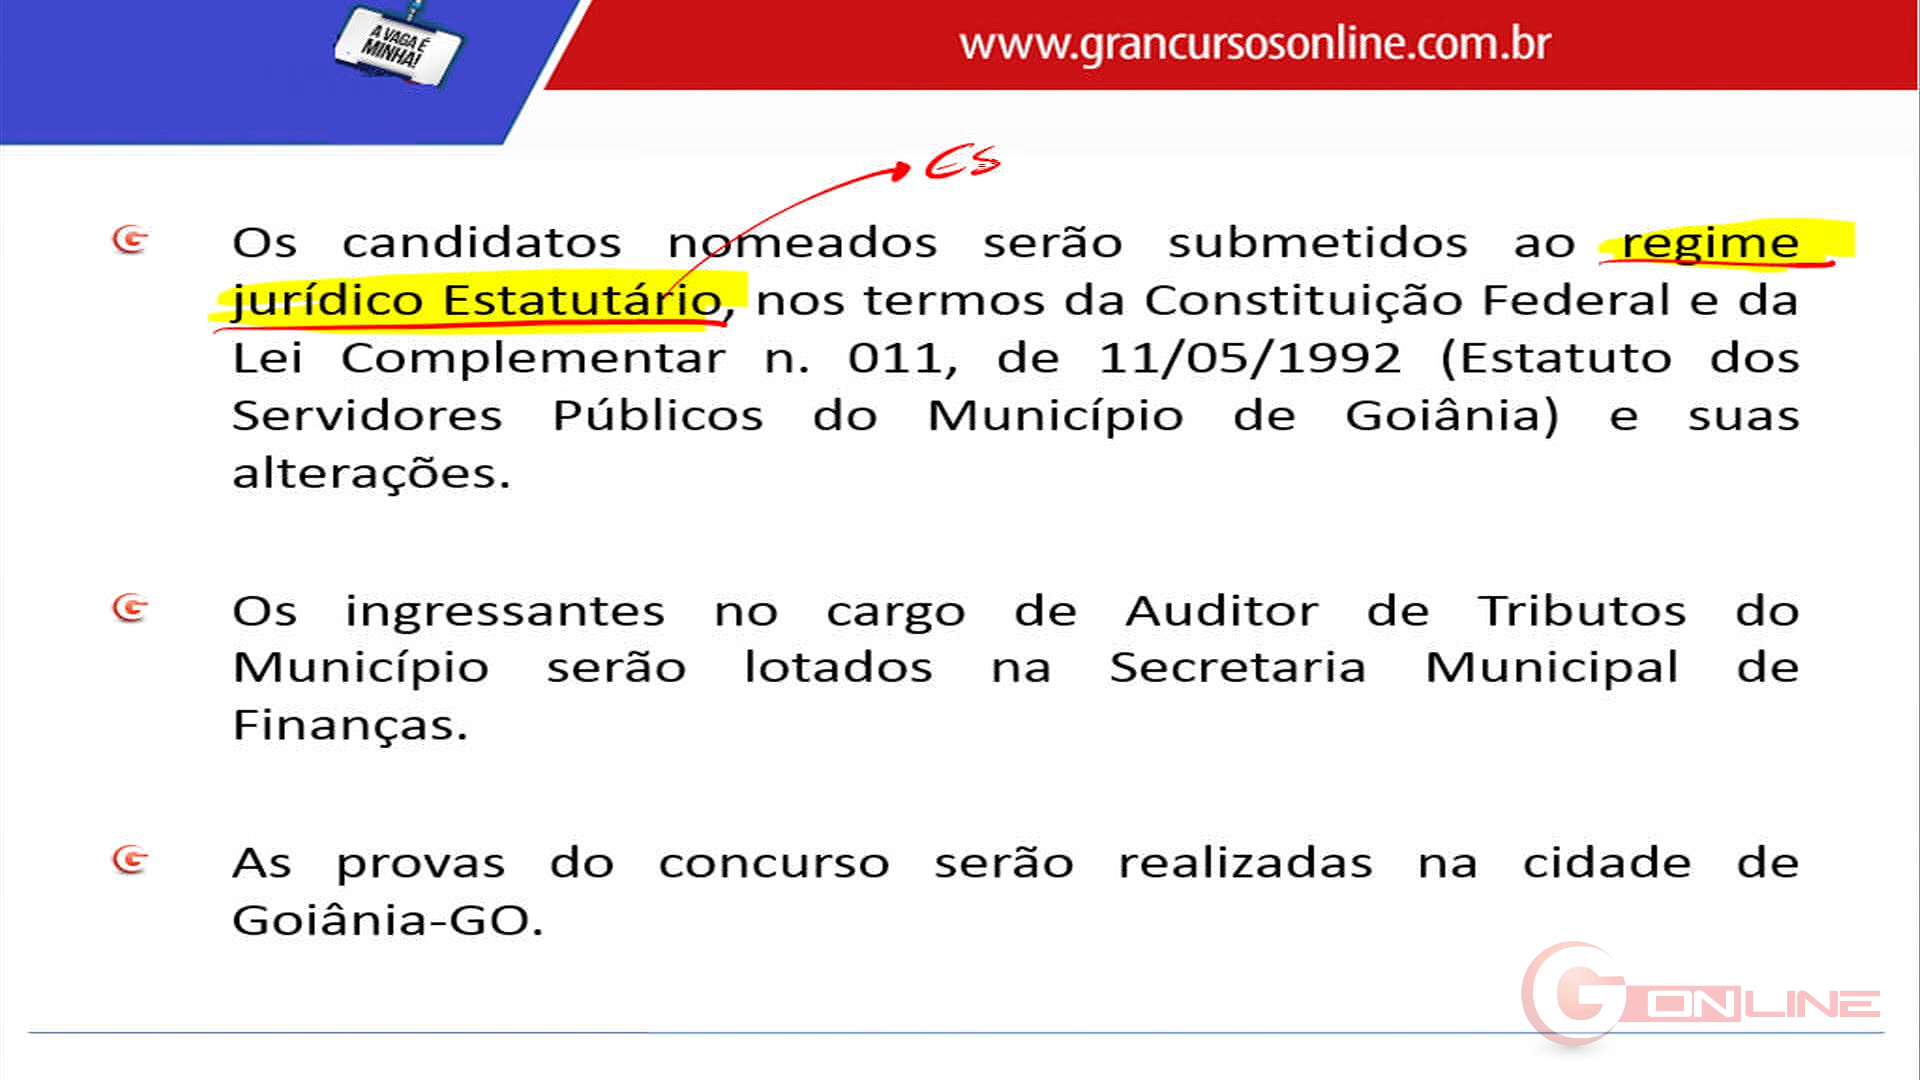 A VAGA É
MINHA!
www.grancursosonline.com.br
ES
Os candidatos nomeados serão submetidos ao regime
jurídico Estatutário, nos termos da Constituição Federal e da
Lei Complementar n. 011, de 11/05/1992 (Estatuto dos
Servidores Públicos do Município de Goiânia) e suas
alterações.
Os ingressantes no cargo de Auditor de Tributos do
Município serão lotados na Secretaria Municipal de
Finanças.
As provas do concurso serão realizadas na cidade de
Goiânia-GO.
G ONLINE